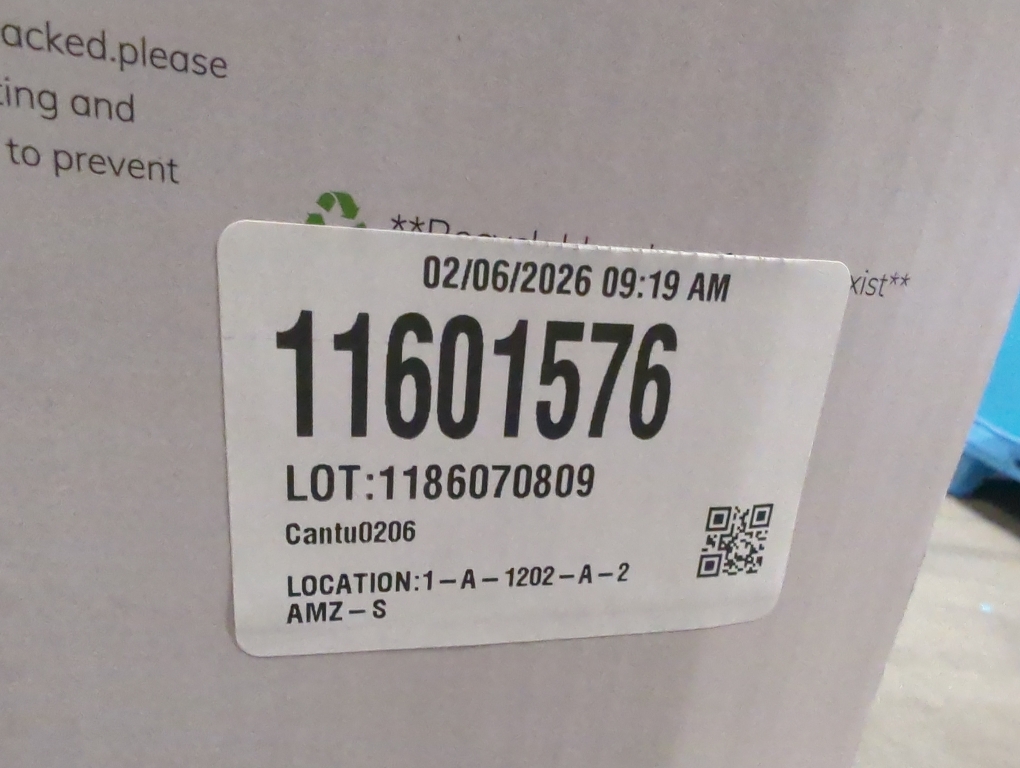 acked.please
ing and
to prevent
02/06/2026 09:19 AM
11601576
LOT:1186070809
Cantu0206
LOCATION:1-A-1202-A-2
AMZ-S
xist**